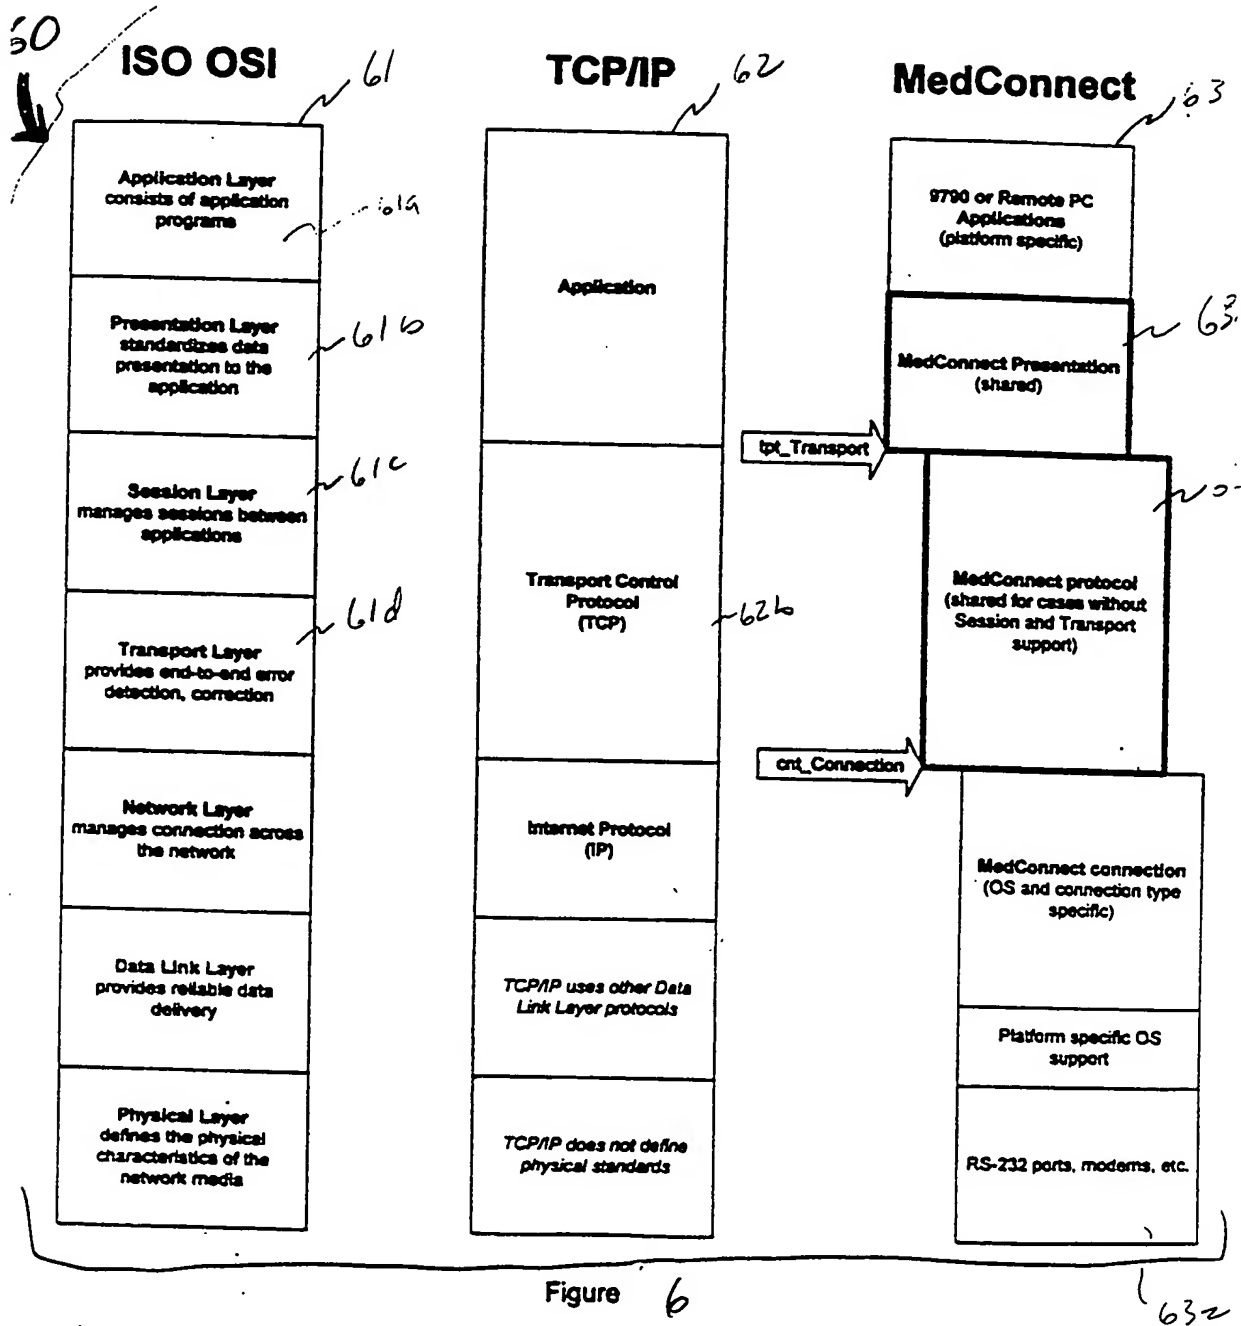 ISO OSI
61
TCP/IP
62
MedConnect
63
Application Layer
consists of application
programs
61a
Presentation Layer
standardizes data
presentation to the
application
61b
Session Layer
manages sessions between
applications
61c
Transport Layer
provides end-to-end error
detection, correction
61d
Network Layer
manages connection across
the network
Data Link Layer
provides reliable data
delivery
Physical Layer
defines the physical
characteristics of the
network media
Application
Transport Control
Protocol
(TCP)
62b
Internet Protocol
(IP)
TCP/IP uses other Data
Link Layer protocols
TCP/IP does not define
physical standards
9790 or Remote PC
Applications
(platform specific)
MedConnect Presentation
(shared)
tpt_Transport
MedConnect protocol
(shared for cases without
Session and Transport
support)
cnt_Connection
MedConnect connection
(OS and connection type
specific)
Platform specific OS
support
RS-232 ports, modems, etc.
Figure 6